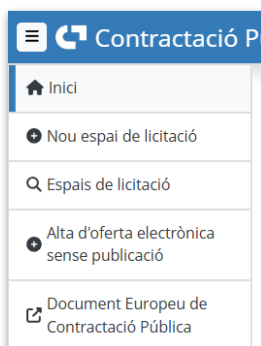 Contractació
Inici
Nou espai de licitació
Espais de licitació
Alta d'oferta electrònica
sense publicació
Document Europeu de
Contractació Pública